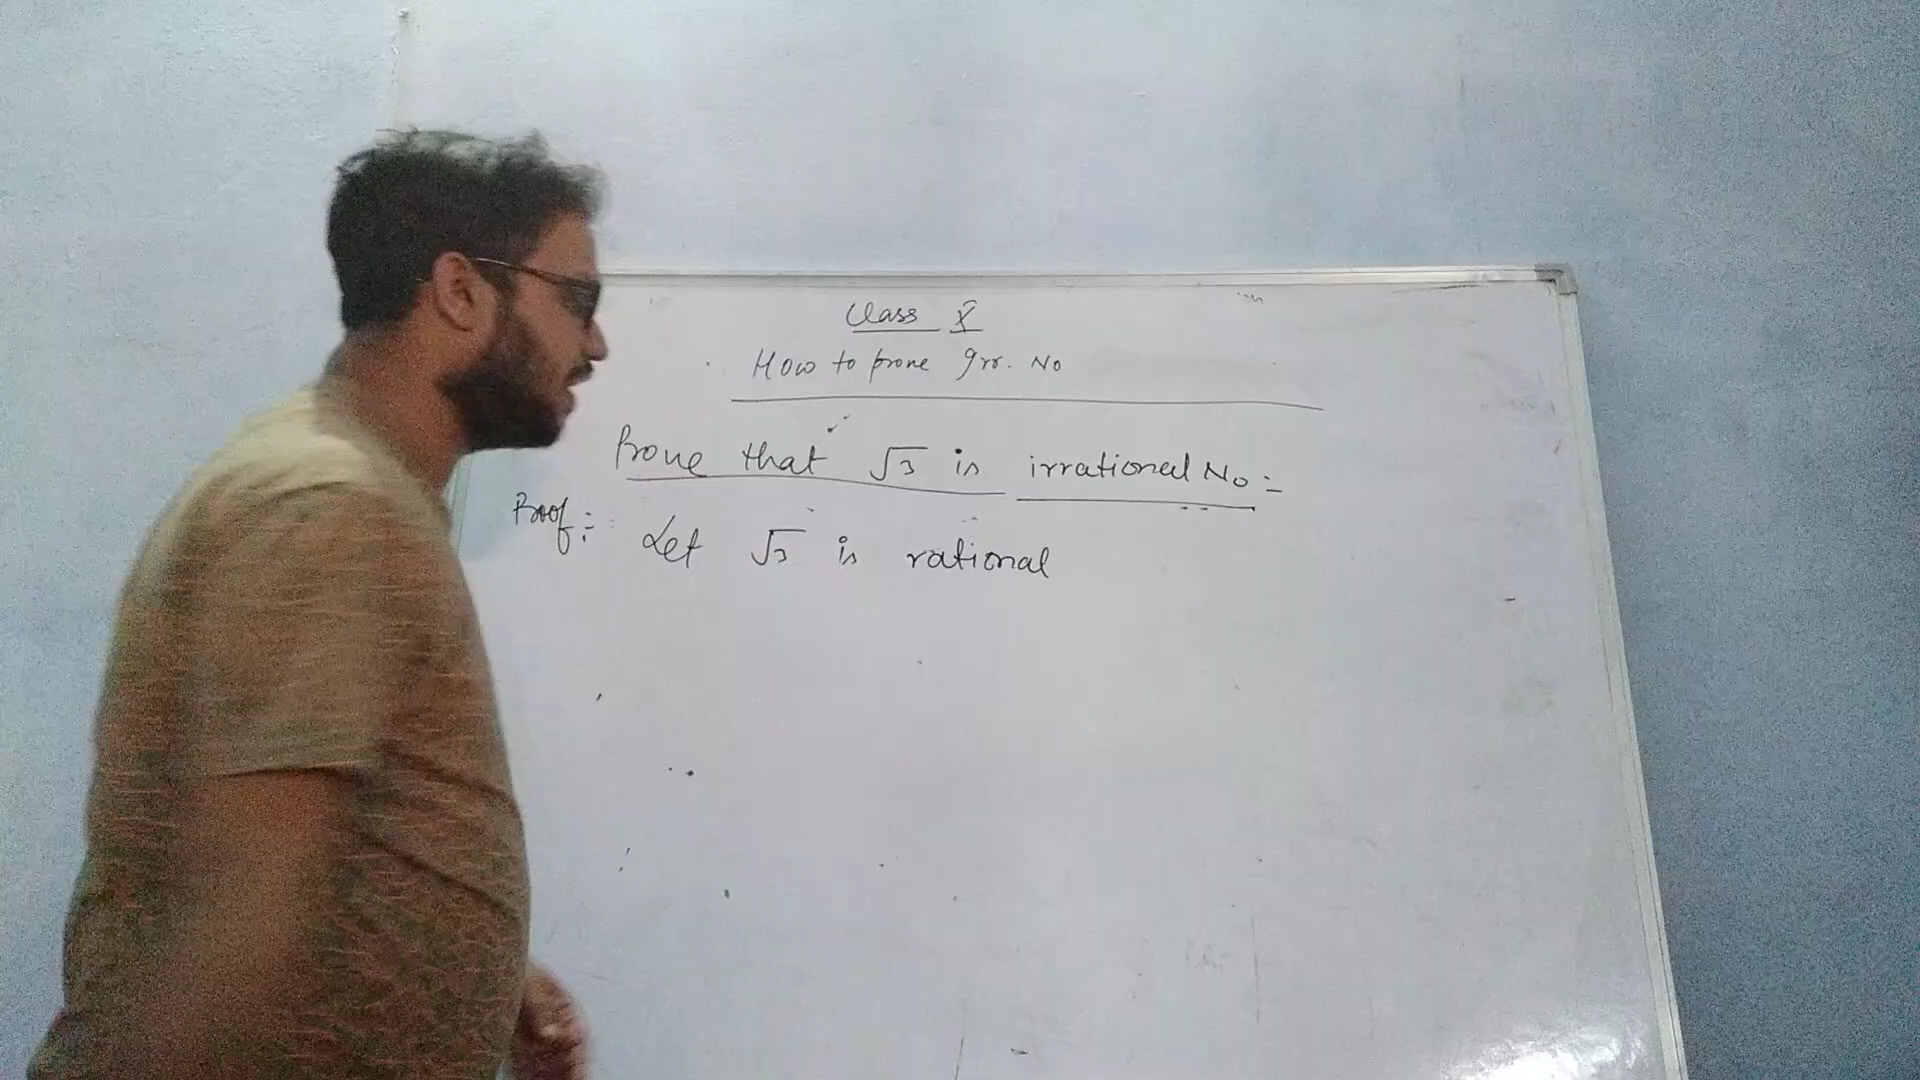 Class X
How to prove Irr. No
Prove that √3 is irrational No:-
Proof:- Let √3 is rational